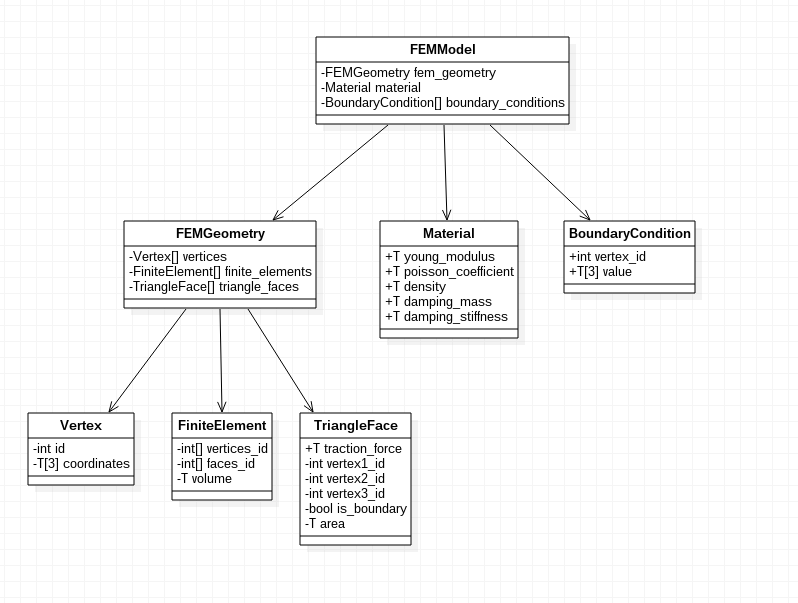 FEMModel
-FEMGeometry fem_geometry
-Material material
-BoundaryCondition[] boundary_conditions
FEMGeometry
-Vertex[] vertices
-FiniteElement[] finite_elements
-TriangleFace[] triangle_faces
Material
+T young_modulus
+T poisson_coefficient
+T density
+T damping_mass
+T damping_stiffness
BoundaryCondition
+int vertex_id
+T[3] value
Vertex
-int id
-T[3] coordinates
FiniteElement
-int[] vertices_id
-int[] faces_id
-T volume
TriangleFace
+T traction_force
-int vertex1_id
-int vertex2_id
-int vertex3_id
-bool is_boundary
-T area